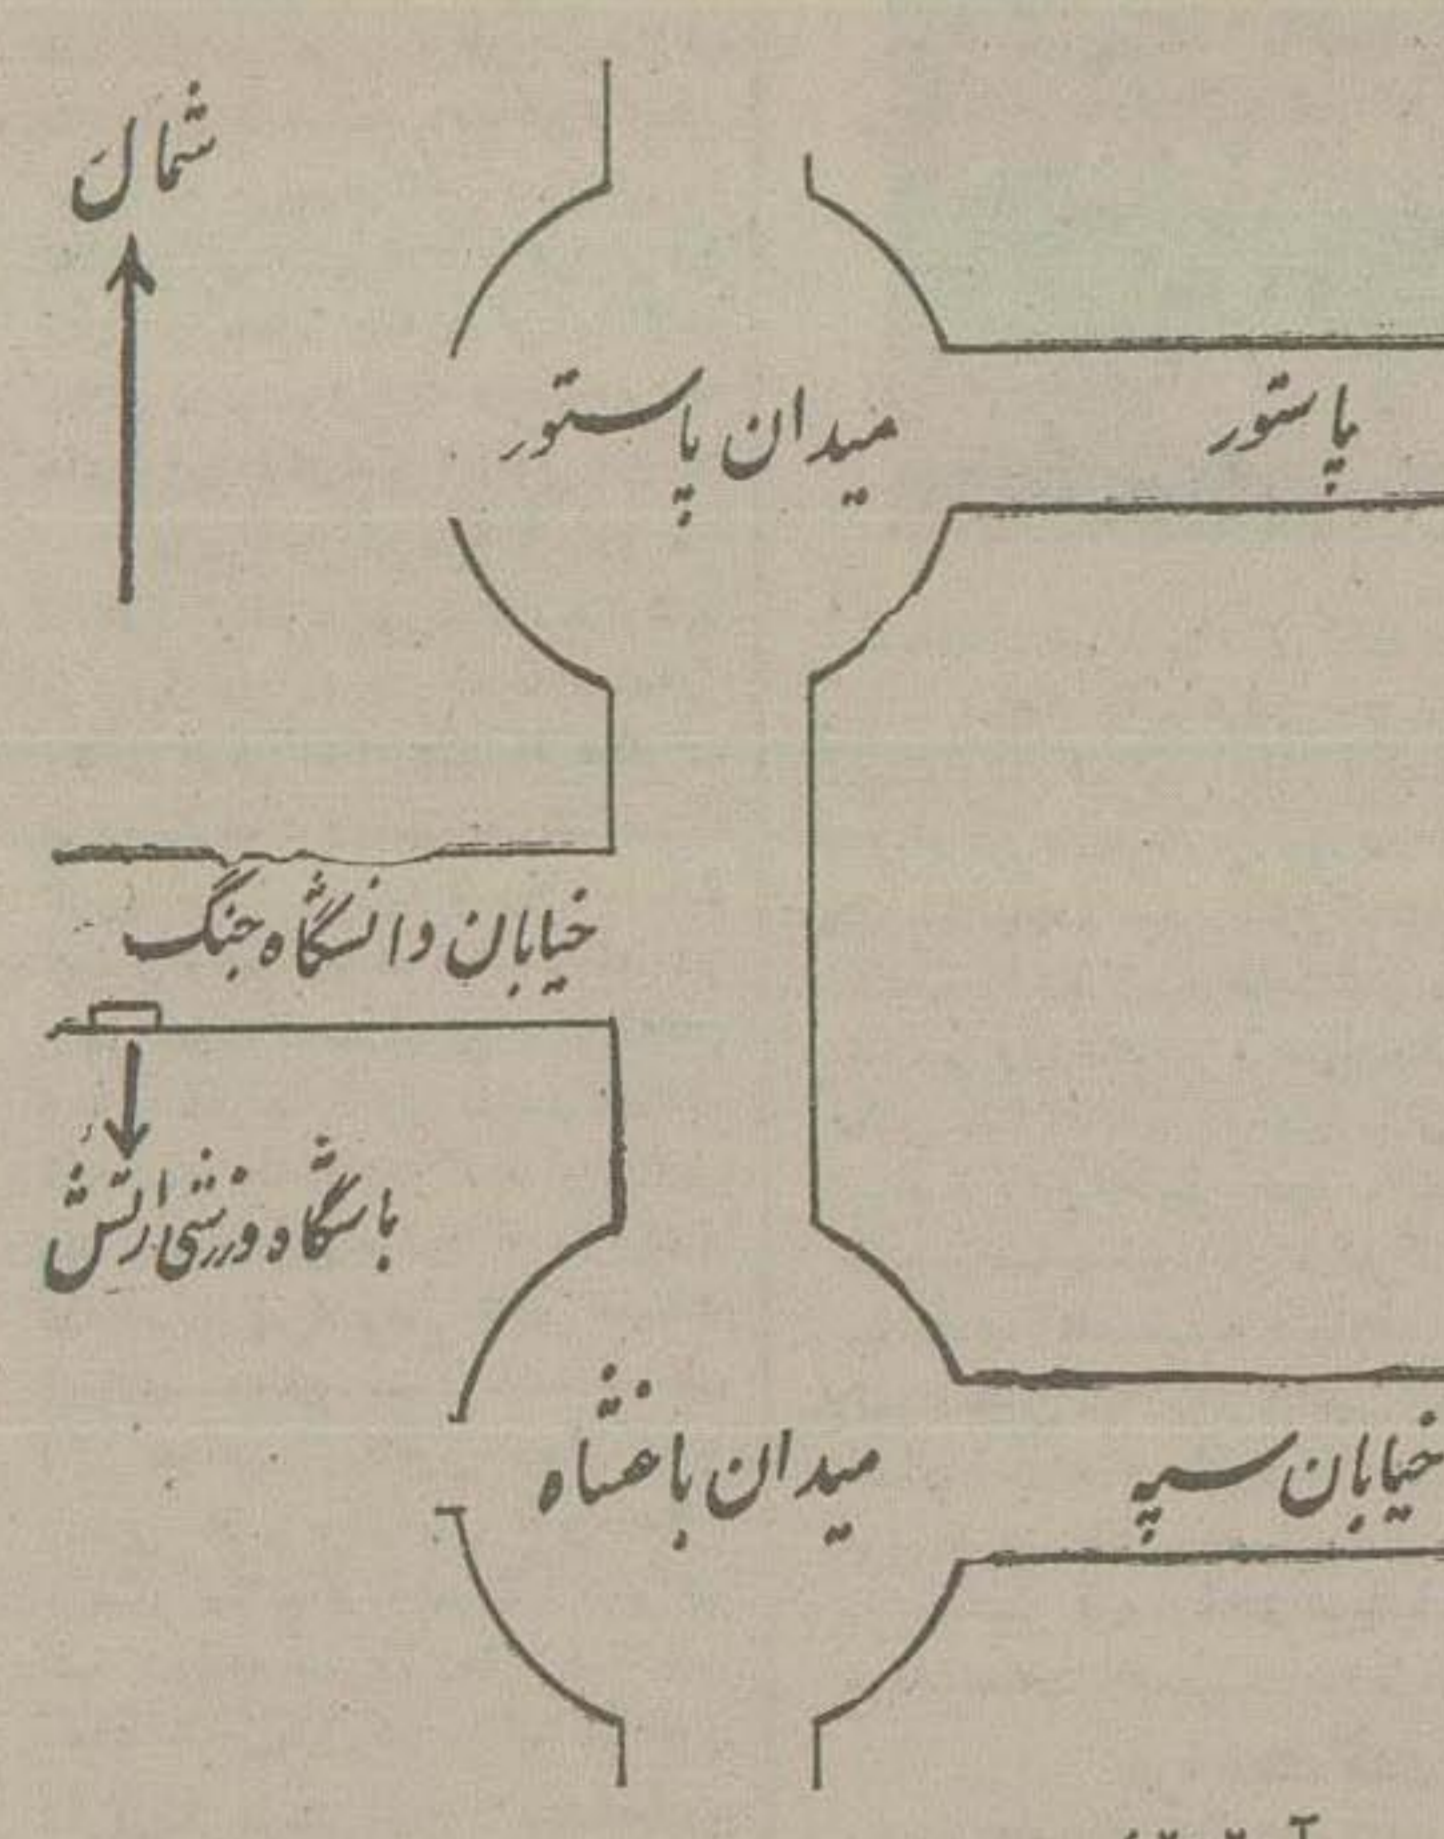 شمال
میدان پاستور
پاستور
خیابان دانشگاه جنگ
باشگاه ورزشی ارتش
میدان باغشاه
خیابان سپه